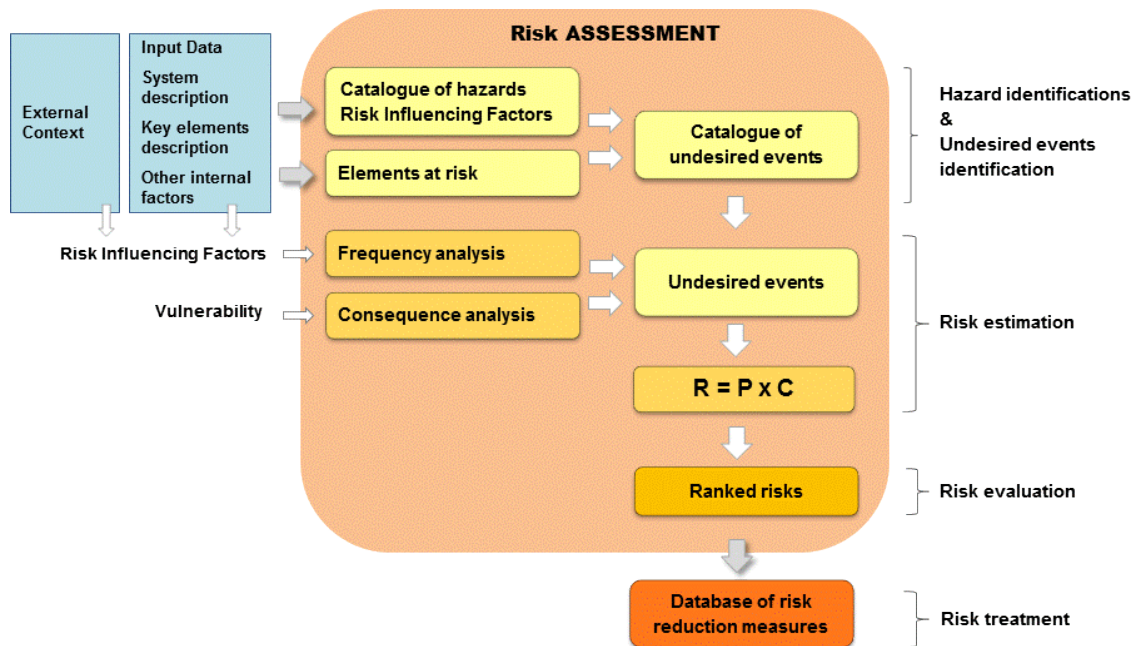 Risk ASSESSMENT
External
Context
Input Data
System
description
Key elements
description
Other internal
factors
Catalogue of hazards
Risk Influencing Factors
Elements at risk
Catalogue of
undesired events
Hazard identifications
&
Undesired events
identification
Risk Influencing Factors
Vulnerability
Frequency analysis
Consequence analysis
Undesired events
R = P x C
Risk estimation
Ranked risks
Risk evaluation
Database of risk
reduction measures
Risk treatment